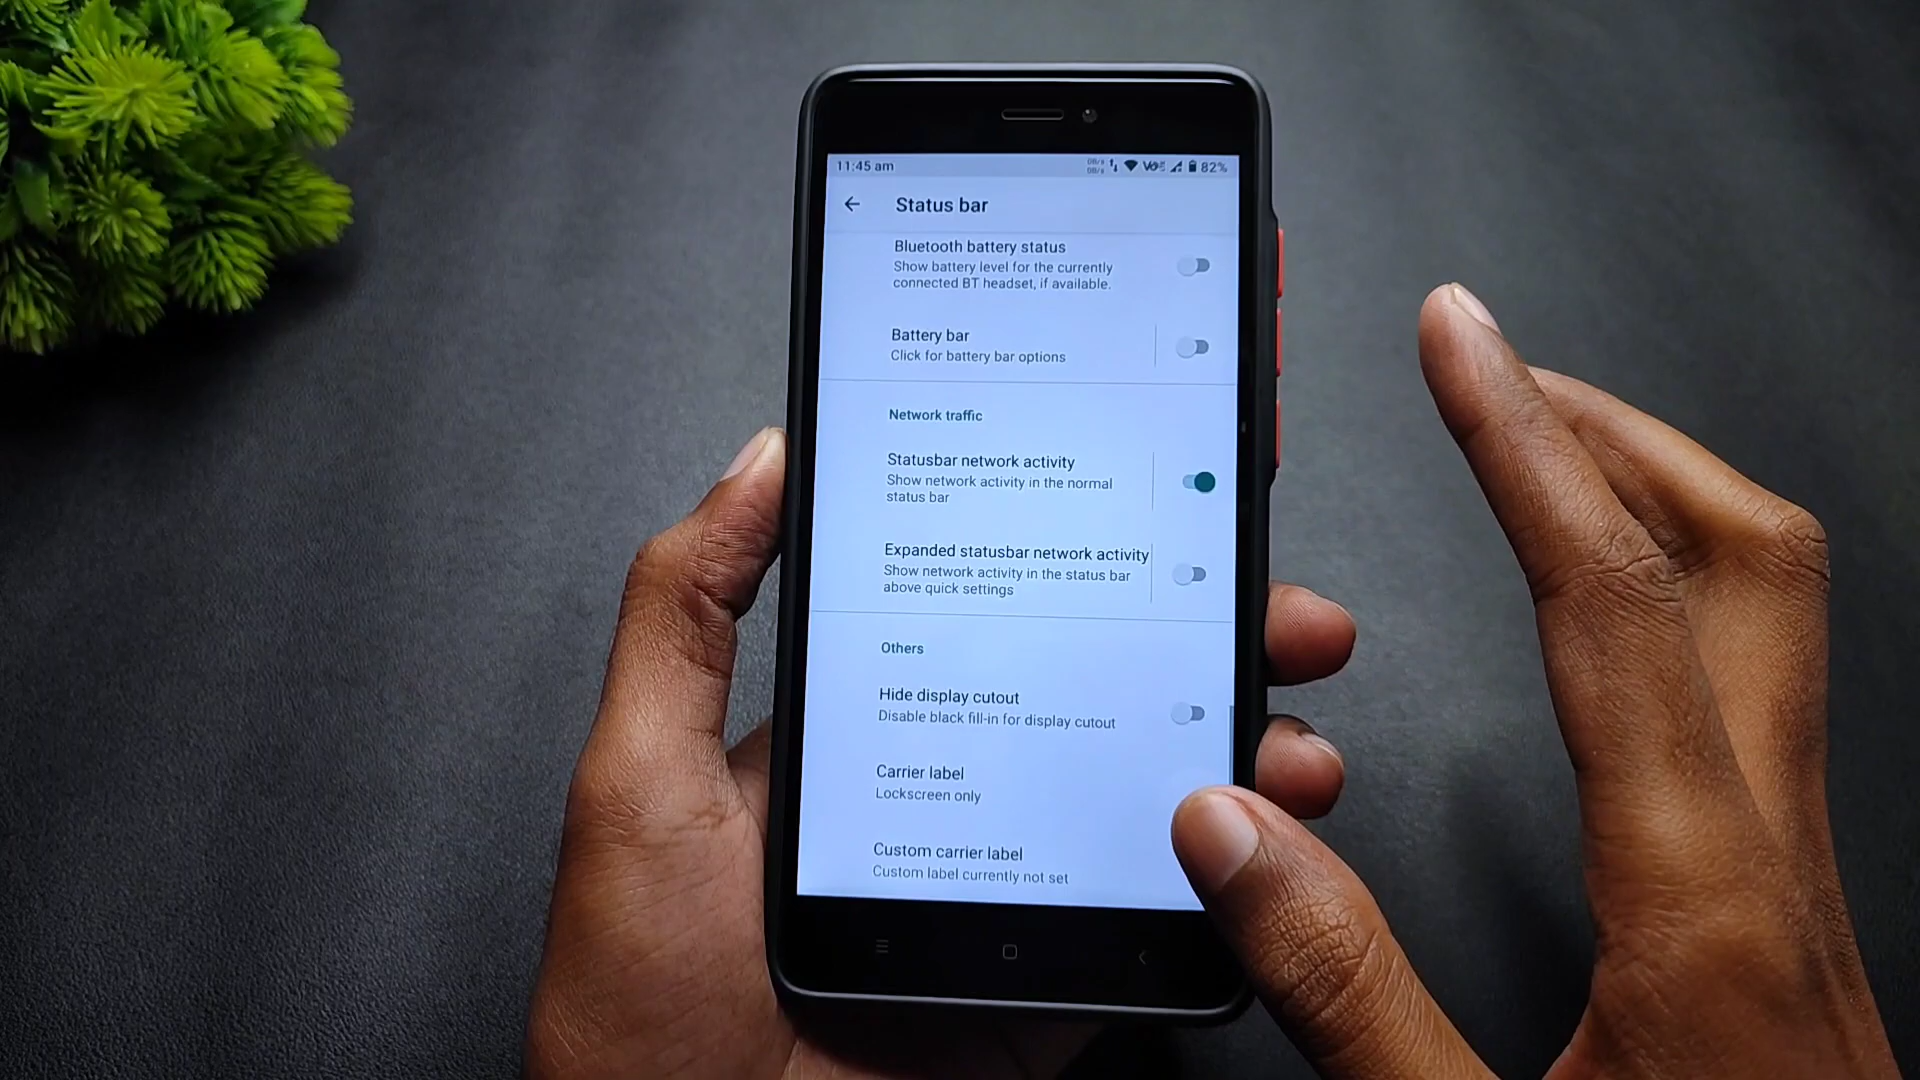 11:45 am 0B/s 0B/s 82%
Status bar
Bluetooth battery status
Show battery level for the currently
connected BT headset, if available.
Battery bar
Click for battery bar options
Network traffic
Statusbar network activity
Show network activity in the normal
status bar
Expanded statusbar network activity
Show network activity in the status bar
above quick settings
Others
Hide display cutout
Disable black fill-in for display cutout
Carrier label
Lockscreen only
Custom carrier label
Custom label currently not set